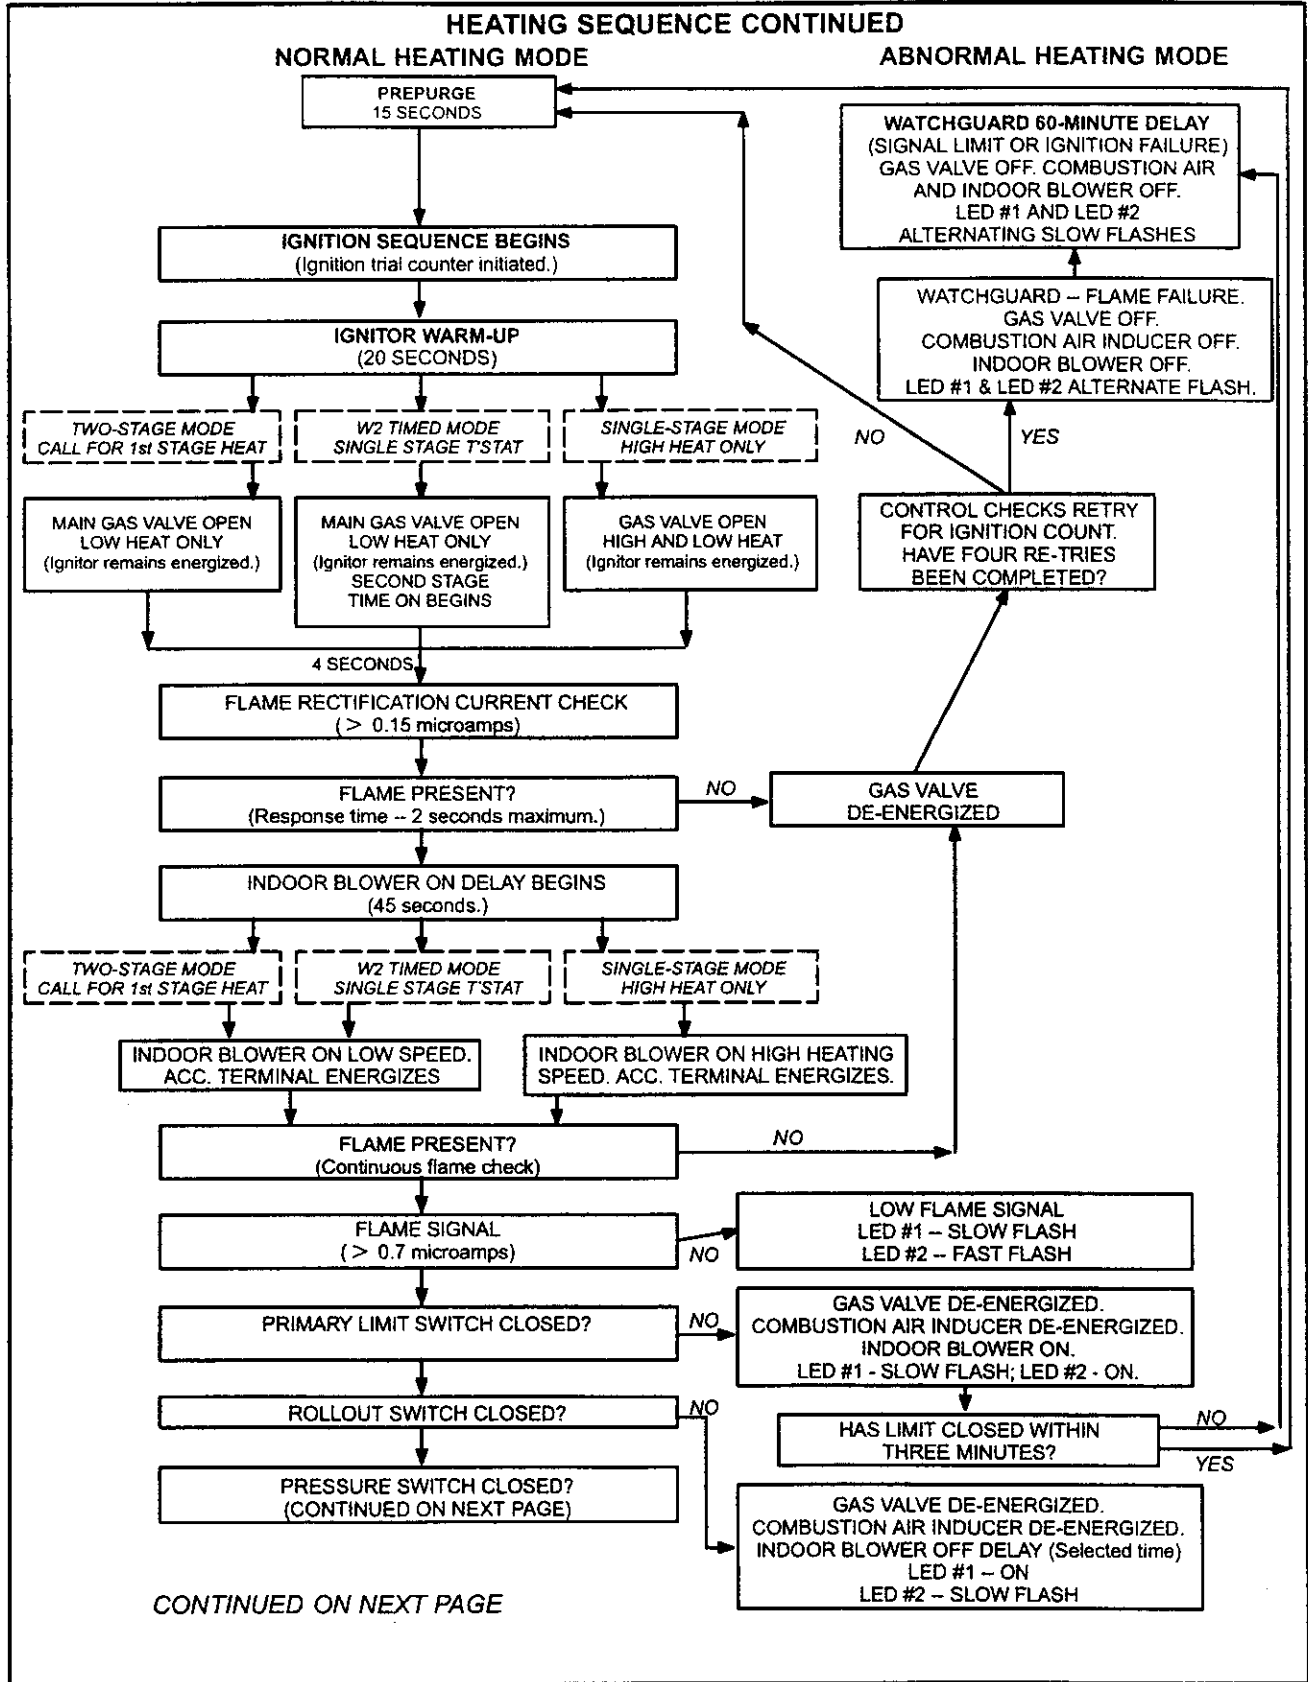 HEATING SEQUENCE CONTINUED
NORMAL HEATING MODE
ABNORMAL HEATING MODE
PREPURGE
15 SECONDS
WATCHGUARD 60-MINUTE DELAY
(SIGNAL LIMIT OR IGNITION FAILURE)
GAS VALVE OFF. COMBUSTION AIR
AND INDOOR BLOWER OFF.
LED #1 AND LED #2
ALTERNATING SLOW FLASHES
IGNITION SEQUENCE BEGINS
(Ignition trial counter initiated.)
WATCHGUARD – FLAME FAILURE.
GAS VALVE OFF.
COMBUSTION AIR INDUCER OFF.
INDOOR BLOWER OFF.
LED #1 & LED #2 ALTERNATE FLASH.
IGNITOR WARM-UP
(20 SECONDS)
TWO-STAGE MODE
CALL FOR 1st STAGE HEAT
W2 TIMED MODE
SINGLE STAGE T'STAT
SINGLE-STAGE MODE
HIGH HEAT ONLY
NO
YES
MAIN GAS VALVE OPEN
LOW HEAT ONLY
(Ignitor remains energized.)
MAIN GAS VALVE OPEN
LOW HEAT ONLY
(Ignitor remains energized.)
SECOND STAGE
TIME ON BEGINS
GAS VALVE OPEN
HIGH AND LOW HEAT
(Ignitor remains energized.)
CONTROL CHECKS RETRY
FOR IGNITION COUNT.
HAVE FOUR RE-TRIES
BEEN COMPLETED?
4 SECONDS
FLAME RECTIFICATION CURRENT CHECK
( > 0.15 microamps)
FLAME PRESENT?
(Response time -- 2 seconds maximum.)
NO
GAS VALVE
DE-ENERGIZED
INDOOR BLOWER ON DELAY BEGINS
(45 seconds.)
TWO-STAGE MODE
CALL FOR 1st STAGE HEAT
W2 TIMED MODE
SINGLE STAGE T'STAT
SINGLE-STAGE MODE
HIGH HEAT ONLY
INDOOR BLOWER ON LOW SPEED.
ACC. TERMINAL ENERGIZES
INDOOR BLOWER ON HIGH HEATING
SPEED. ACC. TERMINAL ENERGIZES.
FLAME PRESENT?
(Continuous flame check)
NO
FLAME SIGNAL
( > 0.7 microamps)
NO
LOW FLAME SIGNAL
LED #1 – SLOW FLASH
LED #2 – FAST FLASH
PRIMARY LIMIT SWITCH CLOSED?
NO
GAS VALVE DE-ENERGIZED.
COMBUSTION AIR INDUCER DE-ENERGIZED.
INDOOR BLOWER ON.
LED #1 - SLOW FLASH; LED #2 - ON.
ROLLOUT SWITCH CLOSED?
NO
HAS LIMIT CLOSED WITHIN
THREE MINUTES?
NO
YES
PRESSURE SWITCH CLOSED?
(CONTINUED ON NEXT PAGE)
GAS VALVE DE-ENERGIZED.
COMBUSTION AIR INDUCER DE-ENERGIZED.
INDOOR BLOWER OFF DELAY (Selected time)
LED #1 – ON
LED #2 – SLOW FLASH
CONTINUED ON NEXT PAGE